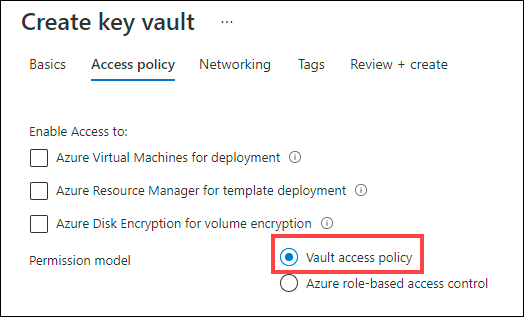 Create key vault ...
Basics Access policy Networking Tags Review + create
Enable Access to:
Azure Virtual Machines for deployment
Azure Resource Manager for template deployment
Azure Disk Encryption for volume encryption
Permission model Vault access policy
Azure role-based access control